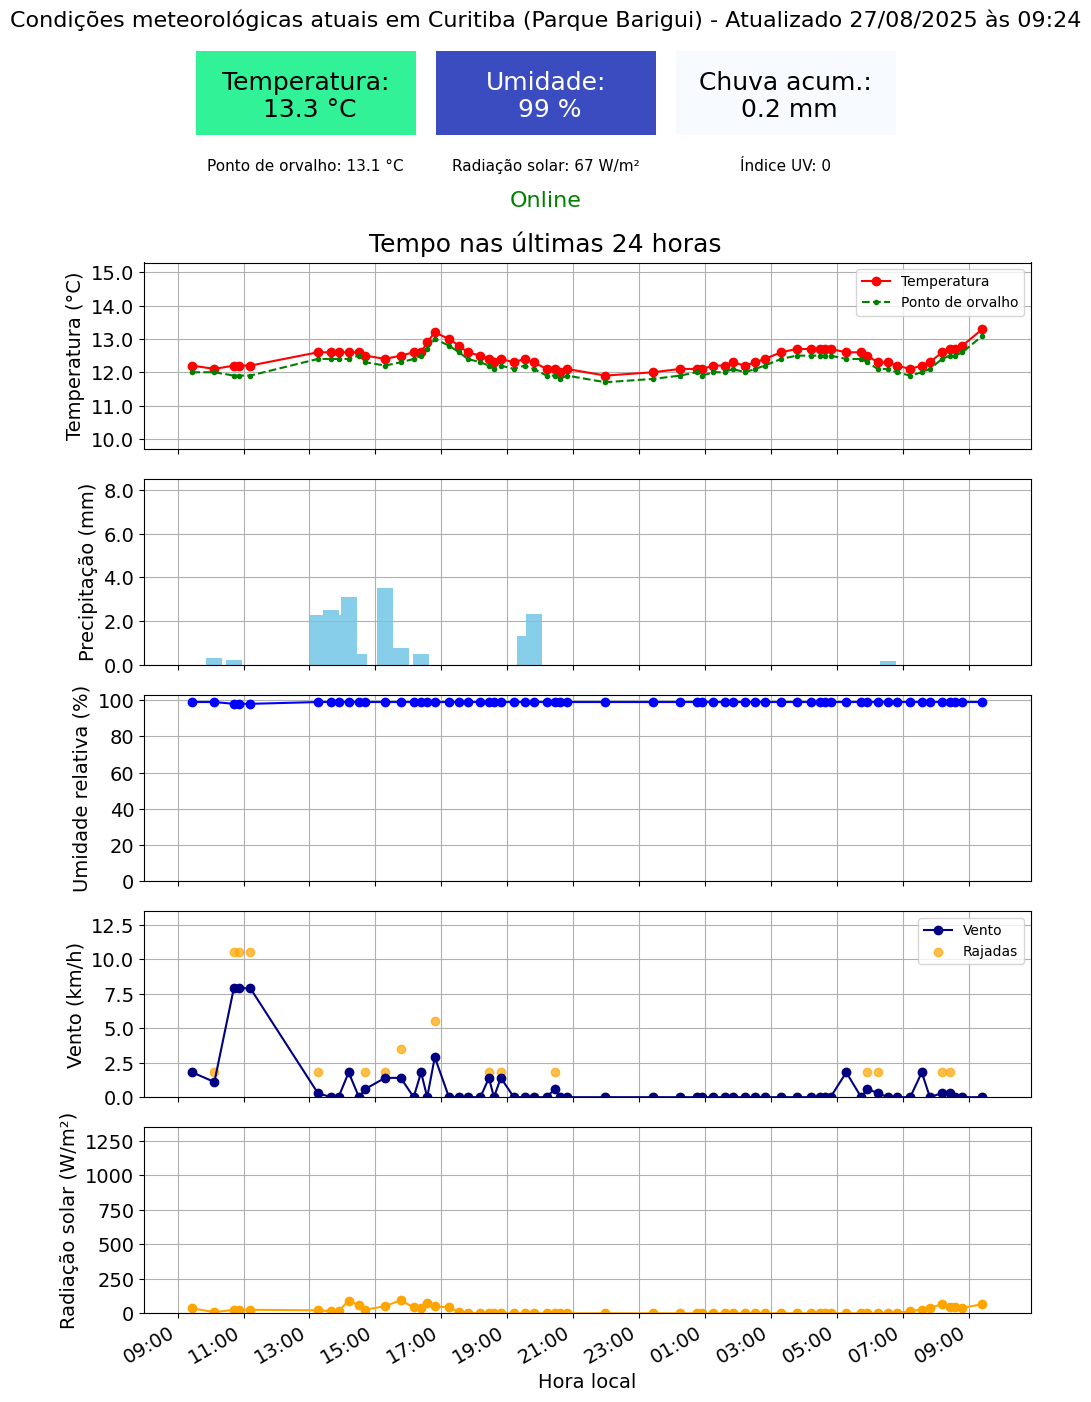 Condições meteorológicas atuais em Curitiba (Parque Barigui) - Atualizado 27/08/2025 às 09:24
Temperatura:
13.3 °C
Umidade:
99 %
Chuva acum.:
0.2 mm
Ponto de orvalho: 13.1 °C
Radiação solar: 67 W/m²
Índice UV: 0
Online
Tempo nas últimas 24 horas
Temperatura (°C)
15.0
14.0
13.0
12.0
11.0
10.0
Temperatura
Ponto de orvalho
Precipitação (mm)
8.0
6.0
4.0
2.0
0.0
Umidade relativa (%)
100
80
60
40
20
0
Vento (km/h)
12.5
10.0
7.5
5.0
2.5
0.0
Vento
Rajadas
Radiação solar (W/m²)
1250
1000
750
500
250
0
09:00
11:00
13:00
15:00
17:00
19:00
21:00
23:00
01:00
03:00
05:00
07:00
09:00
Hora local